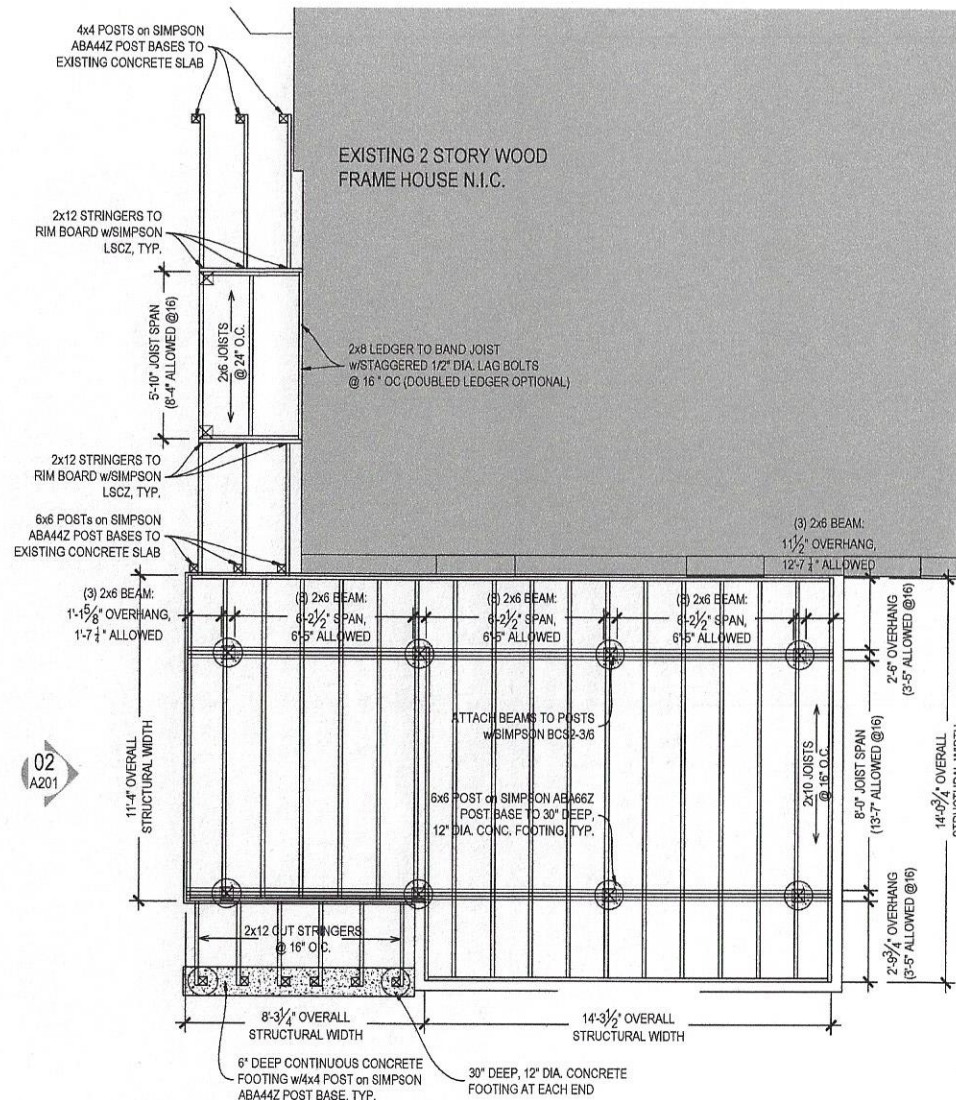 4x4 POSTS on SIMPSON
ABA44Z POST BASES TO
EXISTING CONCRETE SLAB
EXISTING 2 STORY WOOD
FRAME HOUSE N.I.C.
2x12 STRINGERS TO
RIM BOARD w/SIMPSON
LSCZ, TYP.
5'-10" JOIST SPAN
(8'-4" ALLOWED @16)
2x6 JOISTS
@ 24" O.C.
2x8 LEDGER TO BAND JOIST
w/STAGGERED 1/2" DIA. LAG BOLTS
@ 16 " OC (DOUBLED LEDGER OPTIONAL)
2x12 STRINGERS TO
RIM BOARD w/SIMPSON
LSCZ, TYP.
6x6 POSTs on SIMPSON
ABA44Z POST BASES TO
EXISTING CONCRETE SLAB
(3) 2x6 BEAM:
11 1/2" OVERHANG,
12'-7 1/4" ALLOWED
(3) 2x6 BEAM:
1'-1 5/8" OVERHANG,
1'-7 1/4" ALLOWED
(3) 2x6 BEAM:
6'-2 1/2" SPAN,
6'-5" ALLOWED
(3) 2x6 BEAM:
6'-2 1/2" SPAN,
6'-5" ALLOWED
(3) 2x6 BEAM:
6'-2 1/2" SPAN,
6'-5" ALLOWED
2'-6" OVERHANG
(3'-5" ALLOWED @16)
ATTACH BEAMS TO POSTS
w/SIMPSON BCS2-3/6
02
A201
11'-4" OVERALL
STRUCTURAL WIDTH
6x6 POST on SIMPSON ABA66Z
POST BASE TO 30" DEEP,
12" DIA. CONC. FOOTING, TYP.
2x10 JOISTS
@ 16" O.C.
8'-0" JOIST SPAN
(13'-7" ALLOWED @16)
14'-0 3/4" OVERALL
STRUCTURAL WIDTH
2x12 CUT STRINGERS
@ 16" O.C.
2'-9 3/4" OVERHANG
(3'-5" ALLOWED @16)
8'-3 1/4" OVERALL
STRUCTURAL WIDTH
14'-3 1/2" OVERALL
STRUCTURAL WIDTH
6" DEEP CONTINUOUS CONCRETE
FOOTING w/4x4 POST on SIMPSON
ABA44Z POST BASE, TYP.
30" DEEP, 12" DIA. CONCRETE
FOOTING AT EACH END